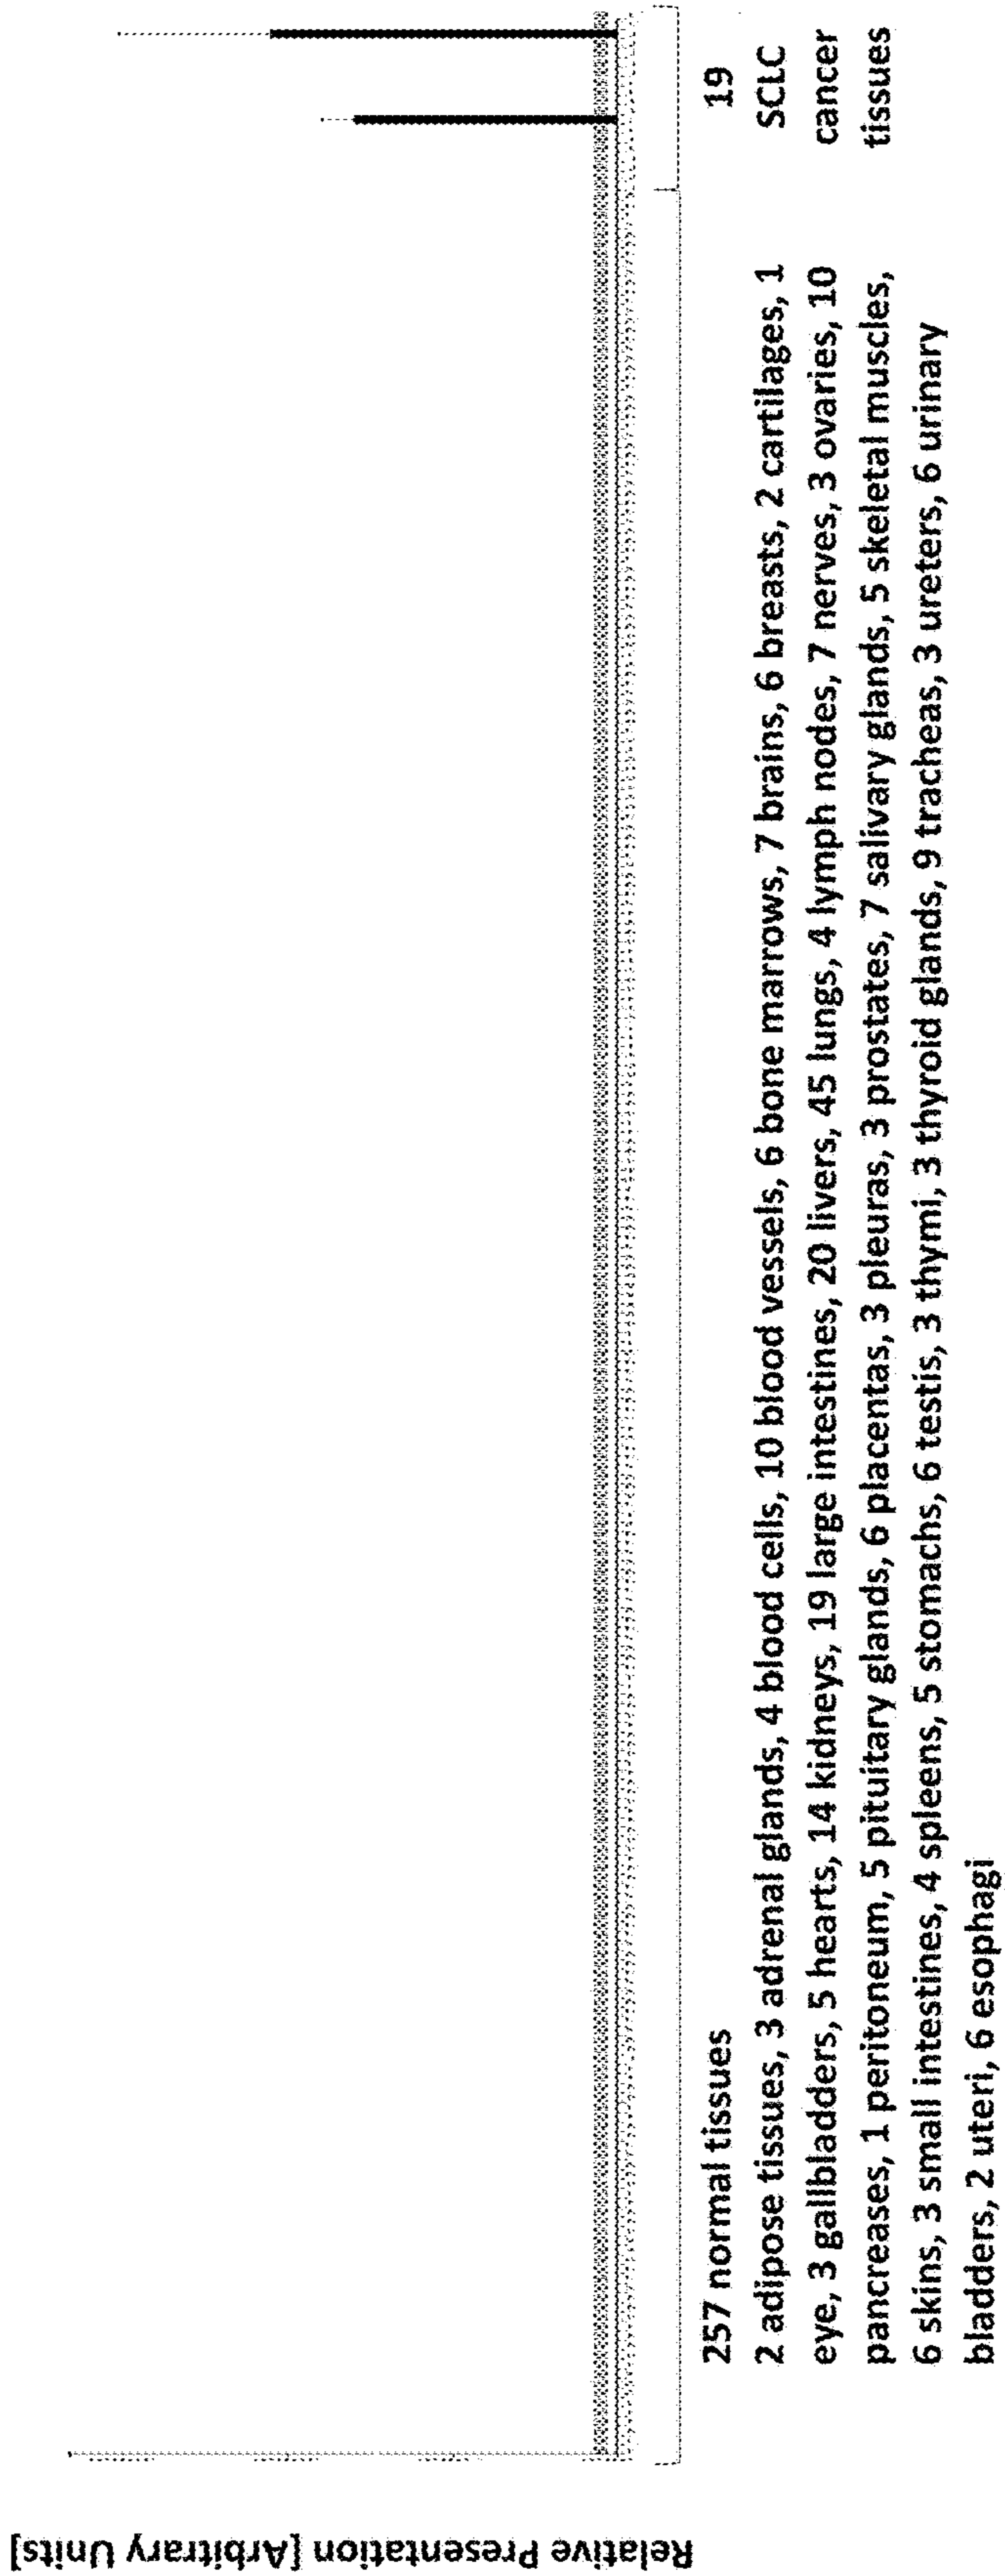 Relative Presentation [Arbitrary Units]
257 normal tissues
2 adipose tissues, 3 adrenal glands, 4 blood cells, 10 blood vessels, 6 bone marrows, 7 brains, 6 breasts, 2 cartilages, 1
eye, 3 gallbladders, 5 hearts, 14 kidneys, 19 large intestines, 20 livers, 45 lungs, 4 lymph nodes, 7 nerves, 3 ovaries, 10
pancreases, 1 peritoneum, 5 pituitary glands, 6 placentas, 3 pleuras, 3 prostates, 7 salivary glands, 5 skeletal muscles,
6 skins, 3 small intestines, 4 spleens, 5 stomachs, 6 testis, 3 thymi, 3 thyroid glands, 9 tracheas, 3 ureters, 6 urinary
bladders, 2 uteri, 6 esophagi
19
SCLC
cancer
tissues